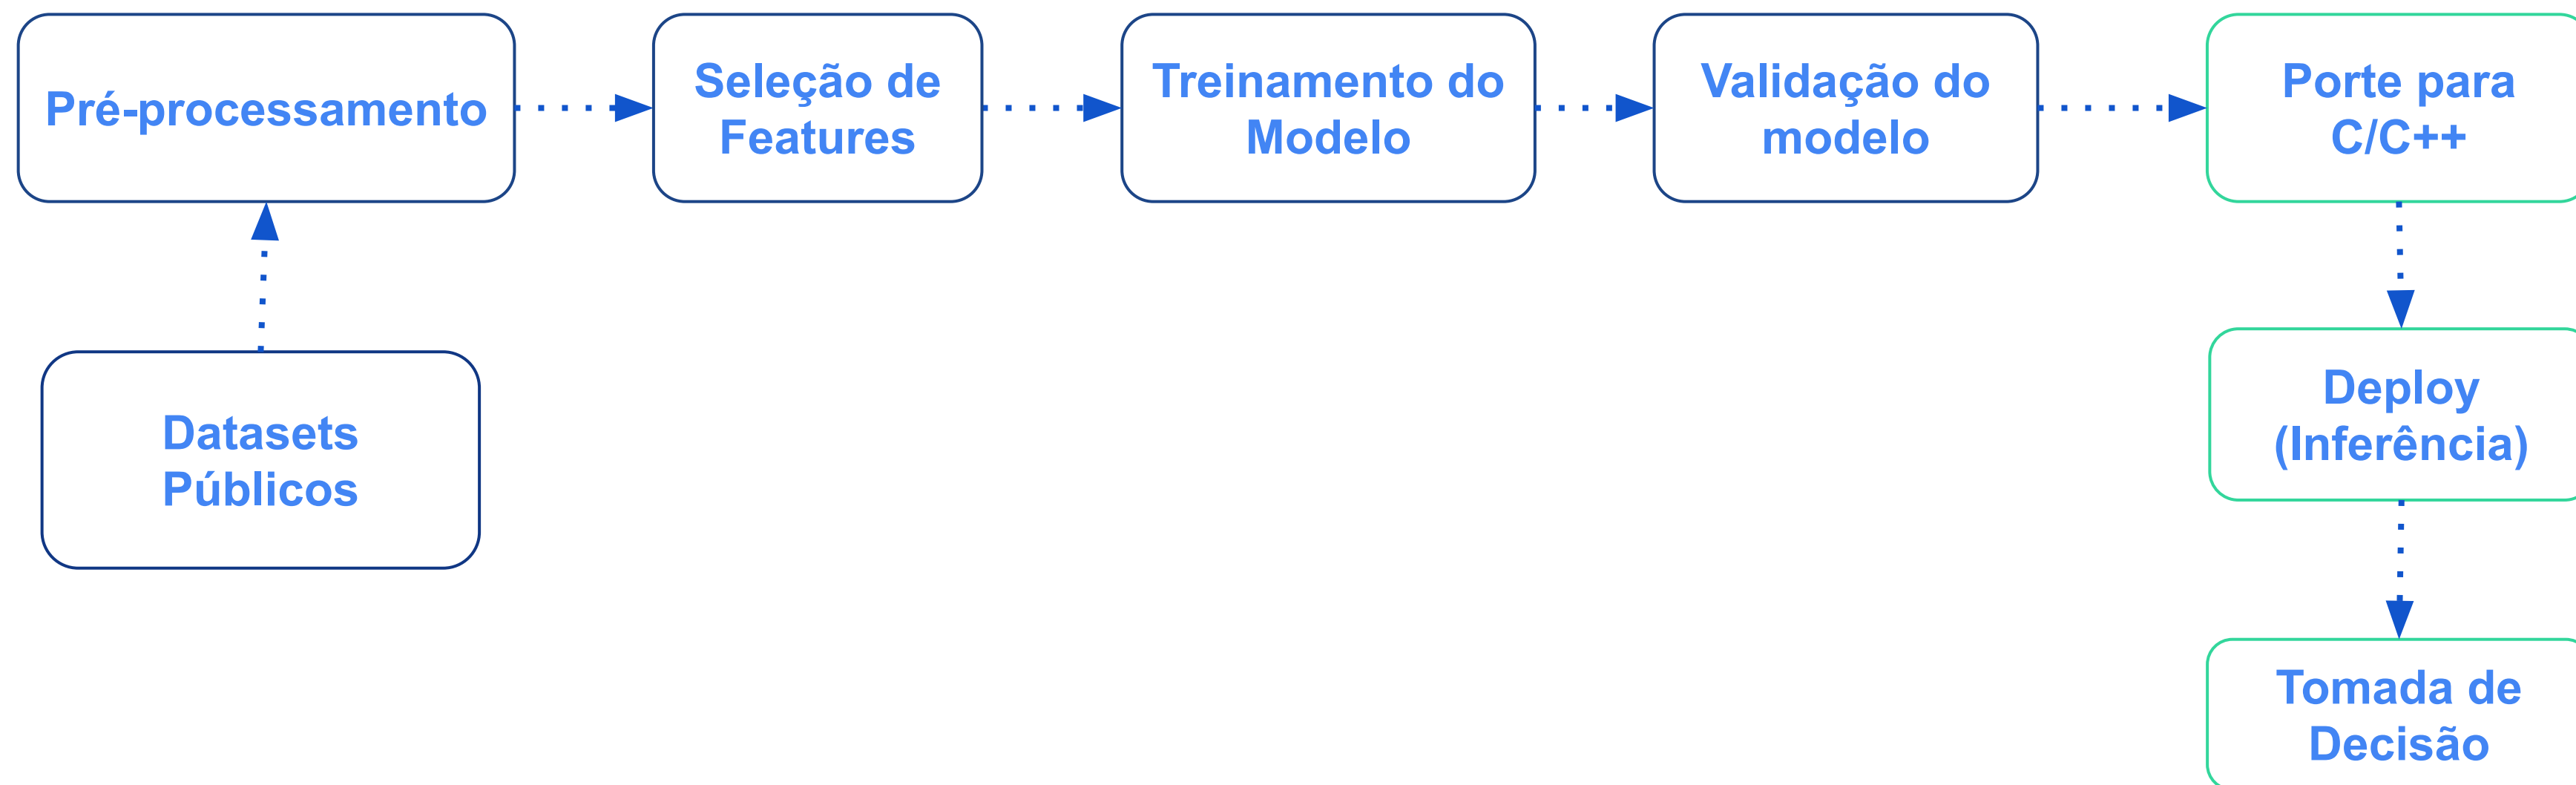 Pré-processamento
Seleção de
Features
Treinamento do
Modelo
Validação do
modelo
Porte para
C/C++
Datasets
Públicos
Deploy
(Inferência)
Tomada de
Decisão